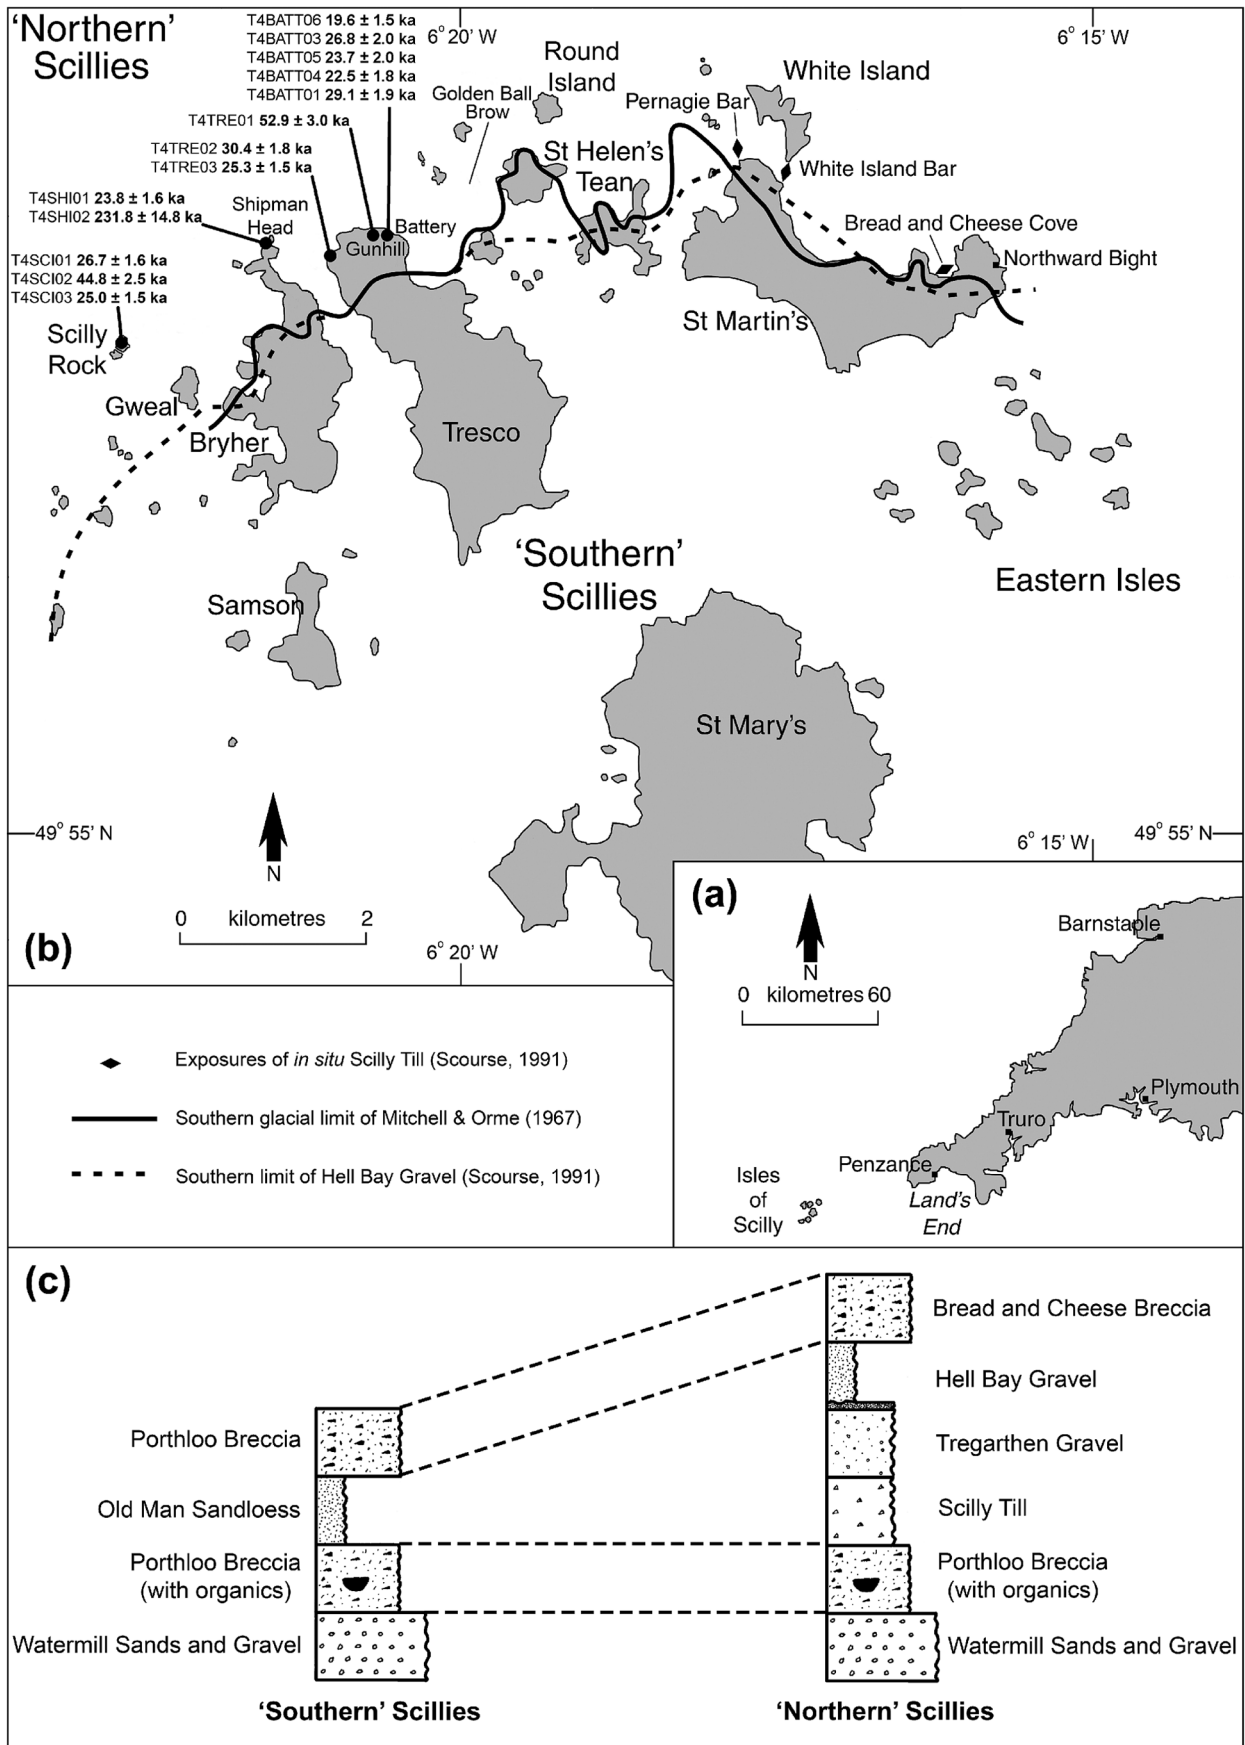 'Northern'
Scillies
T4BATT06 19.6 ± 1.5 ka
T4BATT03 26.8 ± 2.0 ka
T4BATT05 23.7 ± 2.0 ka
T4BATT04 22.5 ± 1.8 ka
T4BATT01 29.1 ± 1.9 ka
6° 20' W
6° 15' W
Round
Island
White Island
Golden Ball
Brow
Pernagie Bar
T4TRE01 52.9 ± 3.0 ka
T4TRE02 30.4 ± 1.8 ka
T4TRE03 25.3 ± 1.5 ka
St Helen's
Tean
White Island Bar
T4SHI01 23.8 ± 1.6 ka
T4SHI02 231.8 ± 14.8 ka
Shipman
Head
Battery
Gunhill
Bread and Cheese Cove
Northward Bight
T4SCI01 26.7 ± 1.6 ka
T4SCI02 44.8 ± 2.5 ka
T4SCI03 25.0 ± 1.5 ka
Scilly
Rock
St Martin's
Gweal
Bryher
Tresco
'Southern'
Scillies
Eastern Isles
Samson
St Mary's
49° 55' N
6° 15' W
49° 55' N
N
0 kilometres 2
6° 20' W
(b)
(a)
N
0 kilometres 60
Barnstaple
Plymouth
Truro
Penzance
Land's
End
Isles
of
Scilly
Exposures of in situ Scilly Till (Scourse, 1991)
Southern glacial limit of Mitchell & Orme (1967)
Southern limit of Hell Bay Gravel (Scourse, 1991)
(c)
Porthloo Breccia
Old Man Sandloess
Porthloo Breccia
(with organics)
Watermill Sands and Gravel
'Southern' Scillies
Bread and Cheese Breccia
Hell Bay Gravel
Tregarthen Gravel
Scilly Till
Porthloo Breccia
(with organics)
Watermill Sands and Gravel
'Northern' Scillies